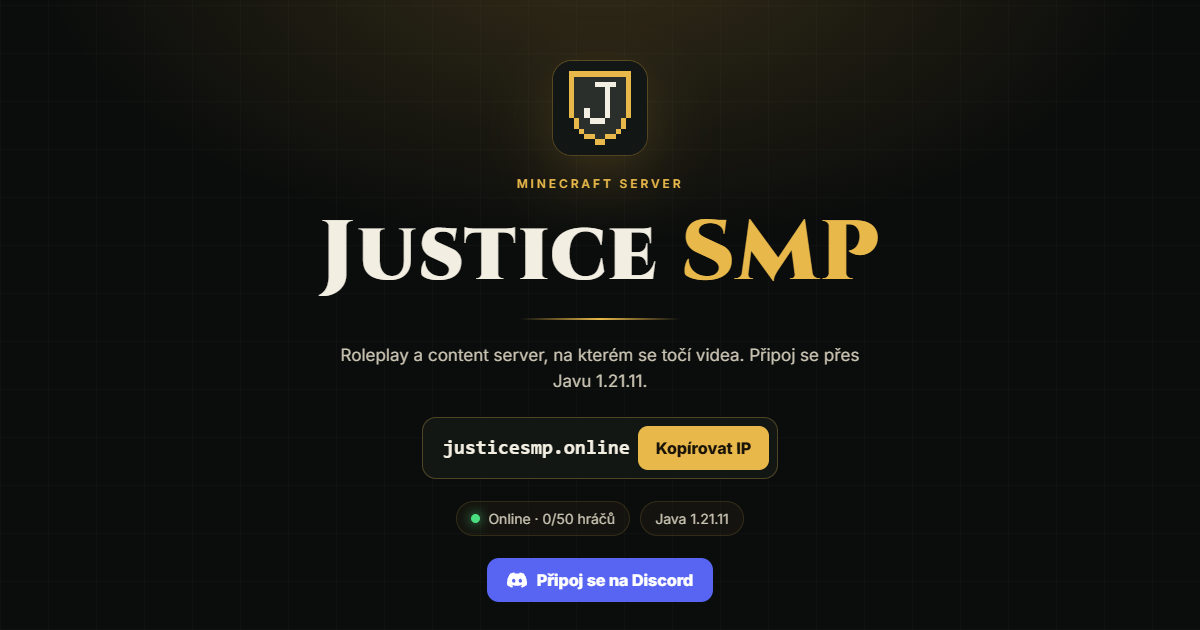 J
MINECRAFT SERVER
Justice SMP
Roleplay a content server, na kterém se točí videa. Připoj se přes
Javu 1.21.11.
justicesmp.online Kopírovat IP
Online · 0/50 hráčů Java 1.21.11
Připoj se na Discord